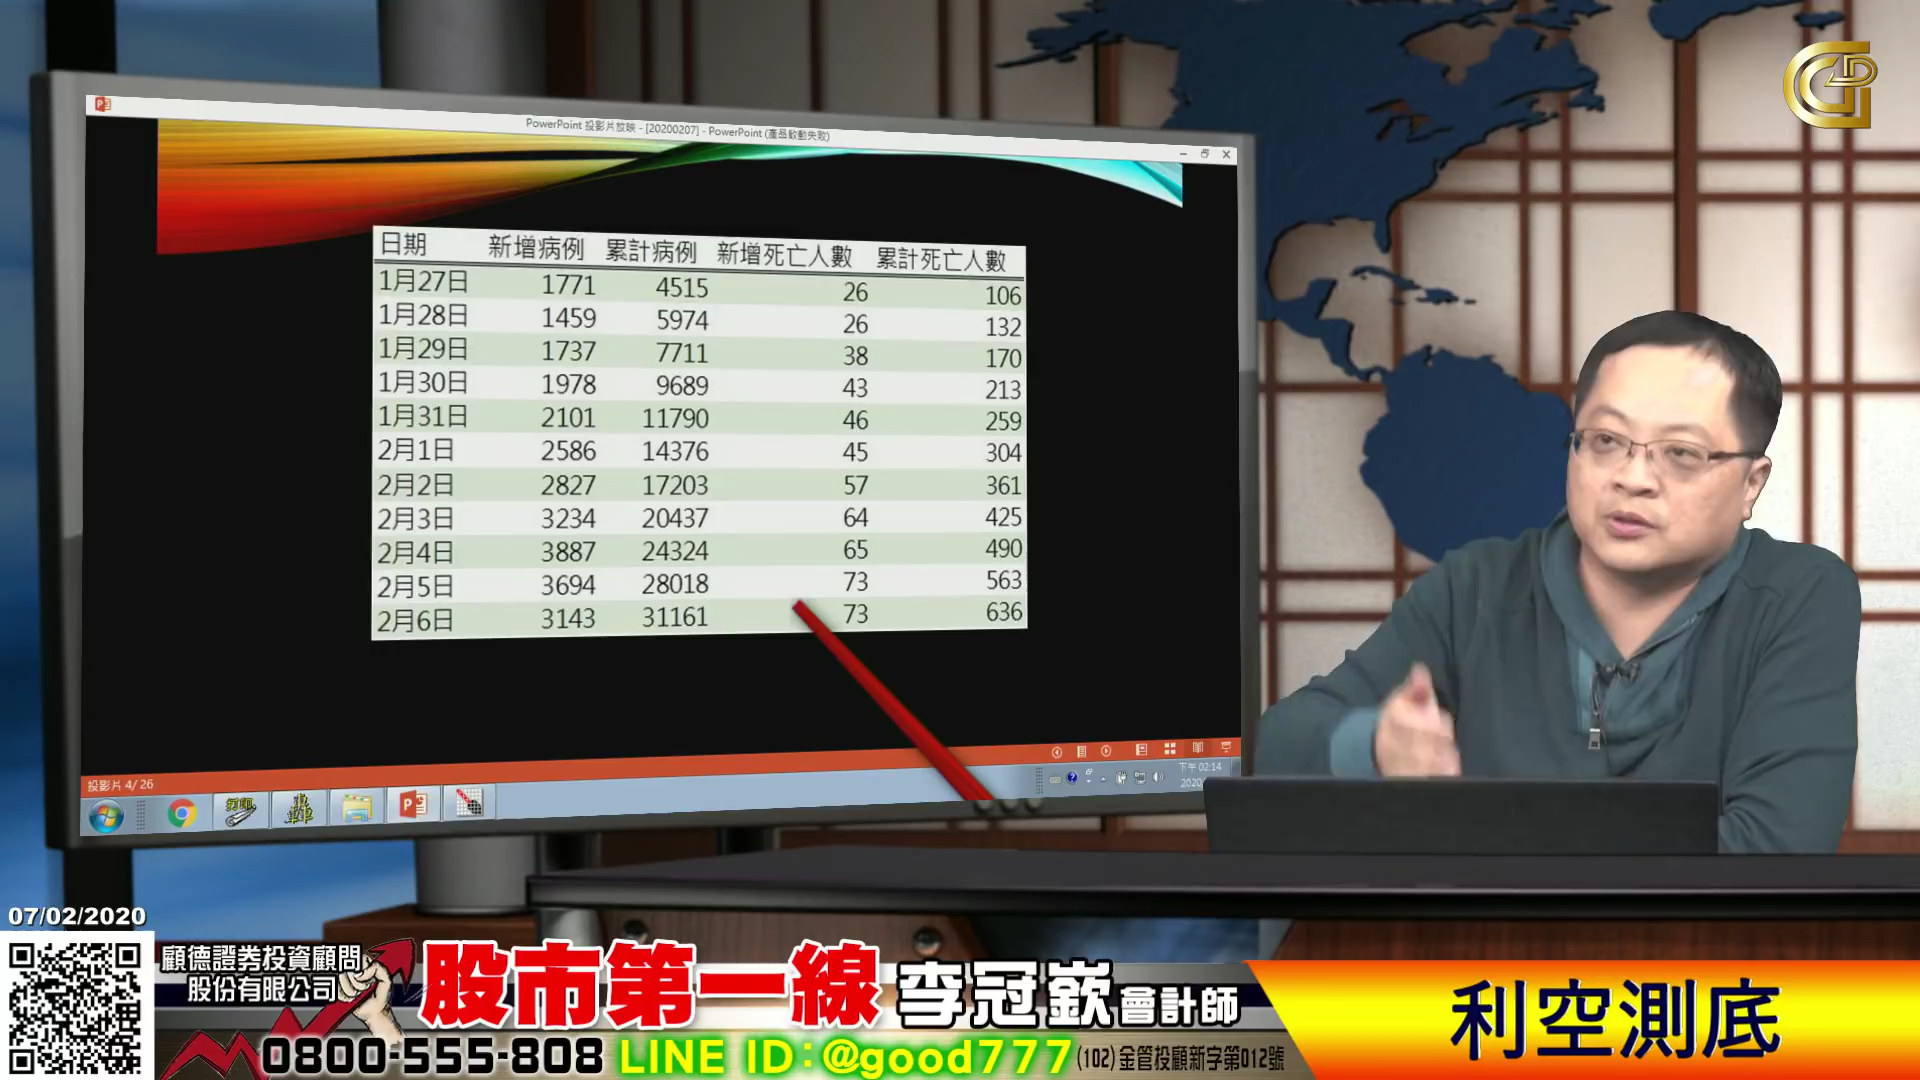 PowerPoint 投影片放映 - [20200207] - PowerPoint (產品啟動失敗)
日期 新增病例 累計病例 新增死亡人數 累計死亡人數
1月27日 1771 4515 26 106
1月28日 1459 5974 26 132
1月29日 1737 7711 38 170
1月30日 1978 9689 43 213
1月31日 2101 11790 46 259
2月1日 2586 14376 45 304
2月2日 2827 17203 57 361
2月3日 3234 20437 64 425
2月4日 3887 24324 65 490
2月5日 3694 28018 73 563
2月6日 3143 31161 73 636
投影片 4/ 26
下午 02:14
2020
07/02/2020
顧德證券投資顧問
股份有限公司
股市第一線 李冠嶔 會計師
0800-555-808 LINE ID:@good777 (102)金管投顧新字第012號
利空測底